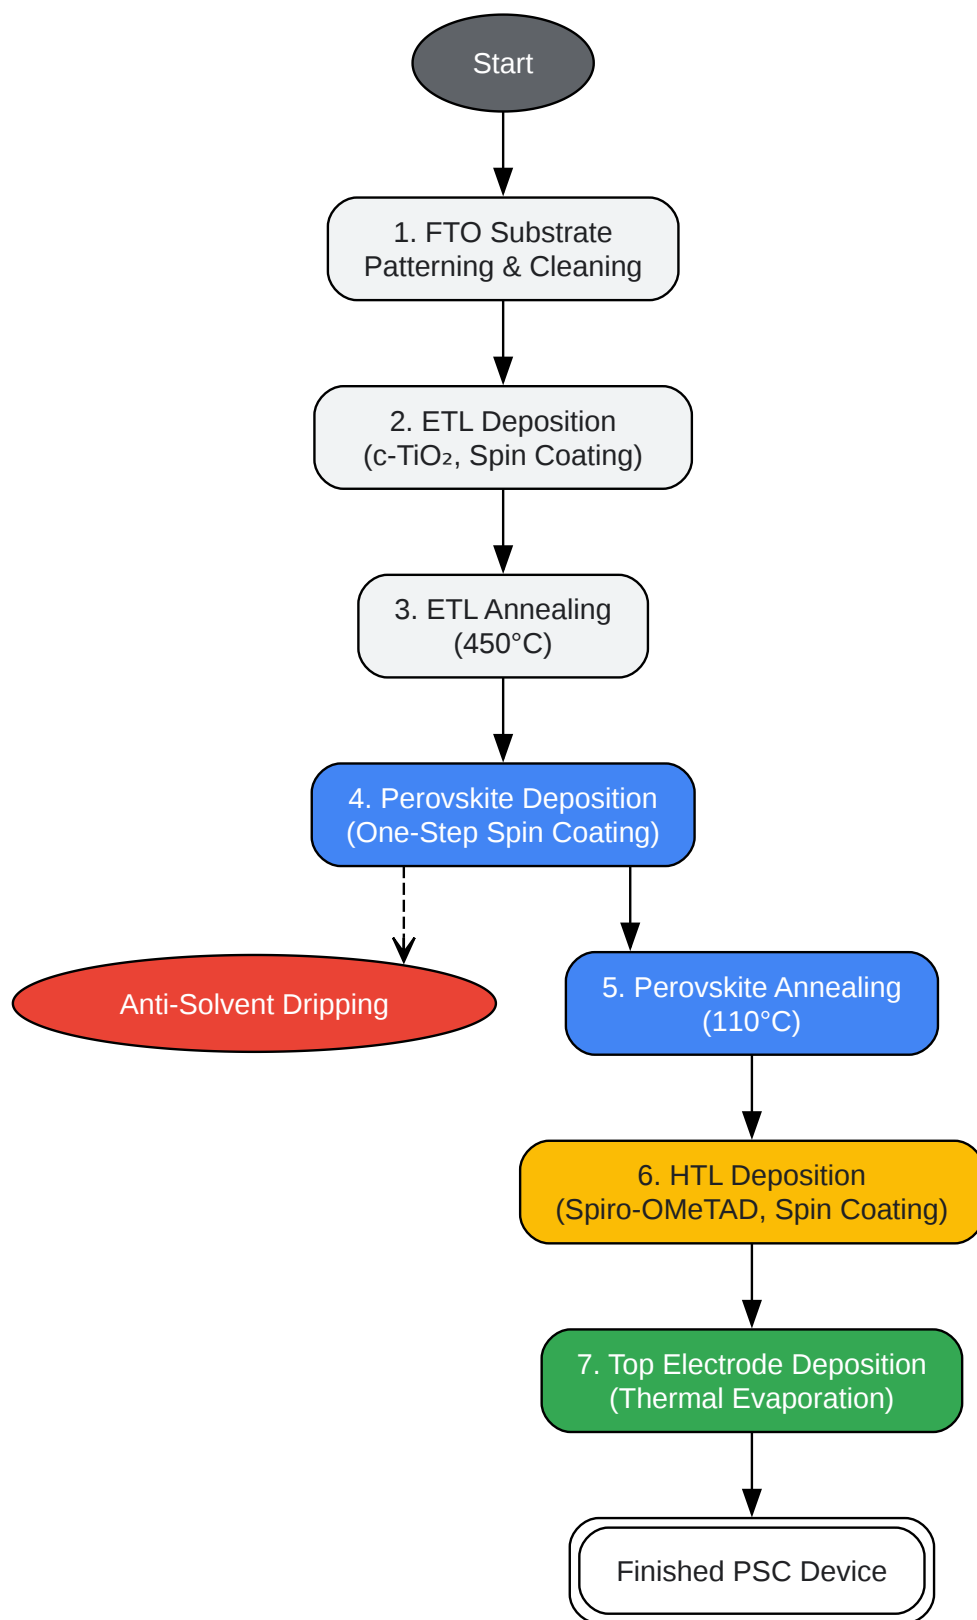 Start
1. FTO Substrate
Patterning & Cleaning
2. ETL Deposition
(c-TiO₂, Spin Coating)
3. ETL Annealing
(450°C)
4. Perovskite Deposition
(One-Step Spin Coating)
Anti-Solvent Dripping
5. Perovskite Annealing
(110°C)
6. HTL Deposition
(Spiro-OMeTAD, Spin Coating)
7. Top Electrode Deposition
(Thermal Evaporation)
Finished PSC Device